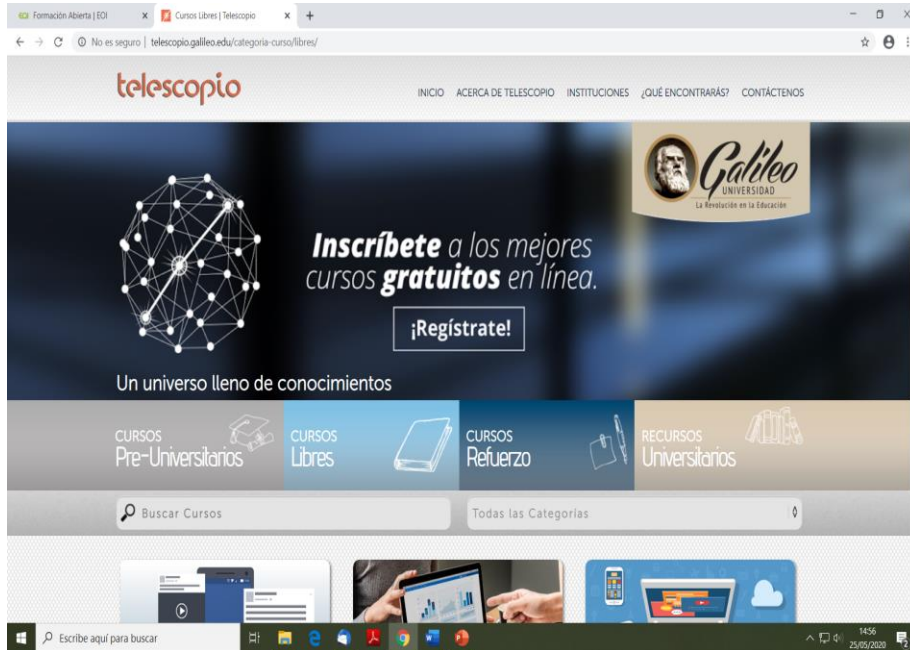 Formación Abierta | EOI
Cursos Libres | Telescopio
No es seguro | telescopio.galileo.edu/categoria-curso/libres/
telescopio
INICIO ACERCA DE TELESCOPIO INSTITUCIONES ¿QUÉ ENCONTRARÁS? CONTÁCTENOS
Galileo
UNIVERSIDAD
La Revolución en la Educación
Inscríbete a los mejores
cursos gratuitos en línea.
¡Regístrate!
Un universo lleno de conocimientos
CURSOS
Pre-Universitarios
CURSOS
Libres
CURSOS
Refuerzo
RECURSOS
Universitarios
Buscar Cursos
Todas las Categorías
Escribe aquí para buscar
14:56
25/05/2020